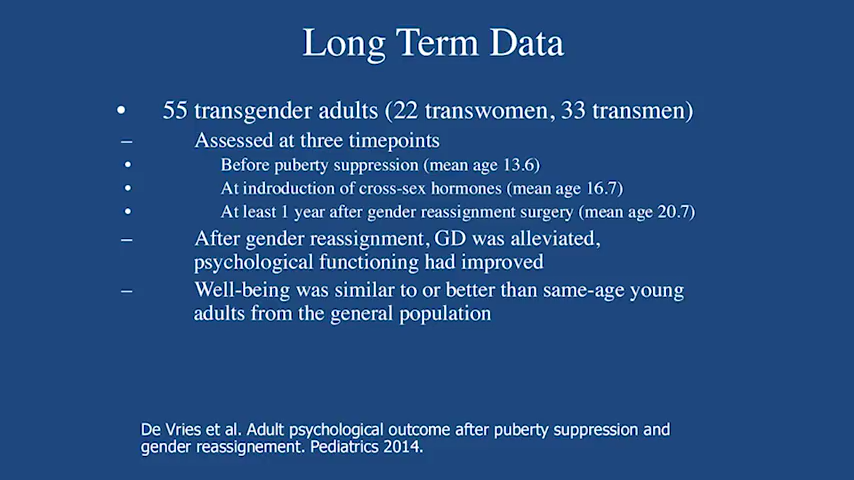 Long Term Data
• 55 transgender adults (22 transwomen, 33 transmen)
– Assessed at three timepoints
• Before puberty suppression (mean age 13.6)
• At indroduction of cross-sex hormones (mean age 16.7)
• At least 1 year after gender reassignment surgery (mean age 20.7)
– After gender reassignment, GD was alleviated,
psychological functioning had improved
– Well-being was similar to or better than same-age young
adults from the general population
De Vries et al. Adult psychological outcome after puberty suppression and
gender reassignement. Pediatrics 2014.